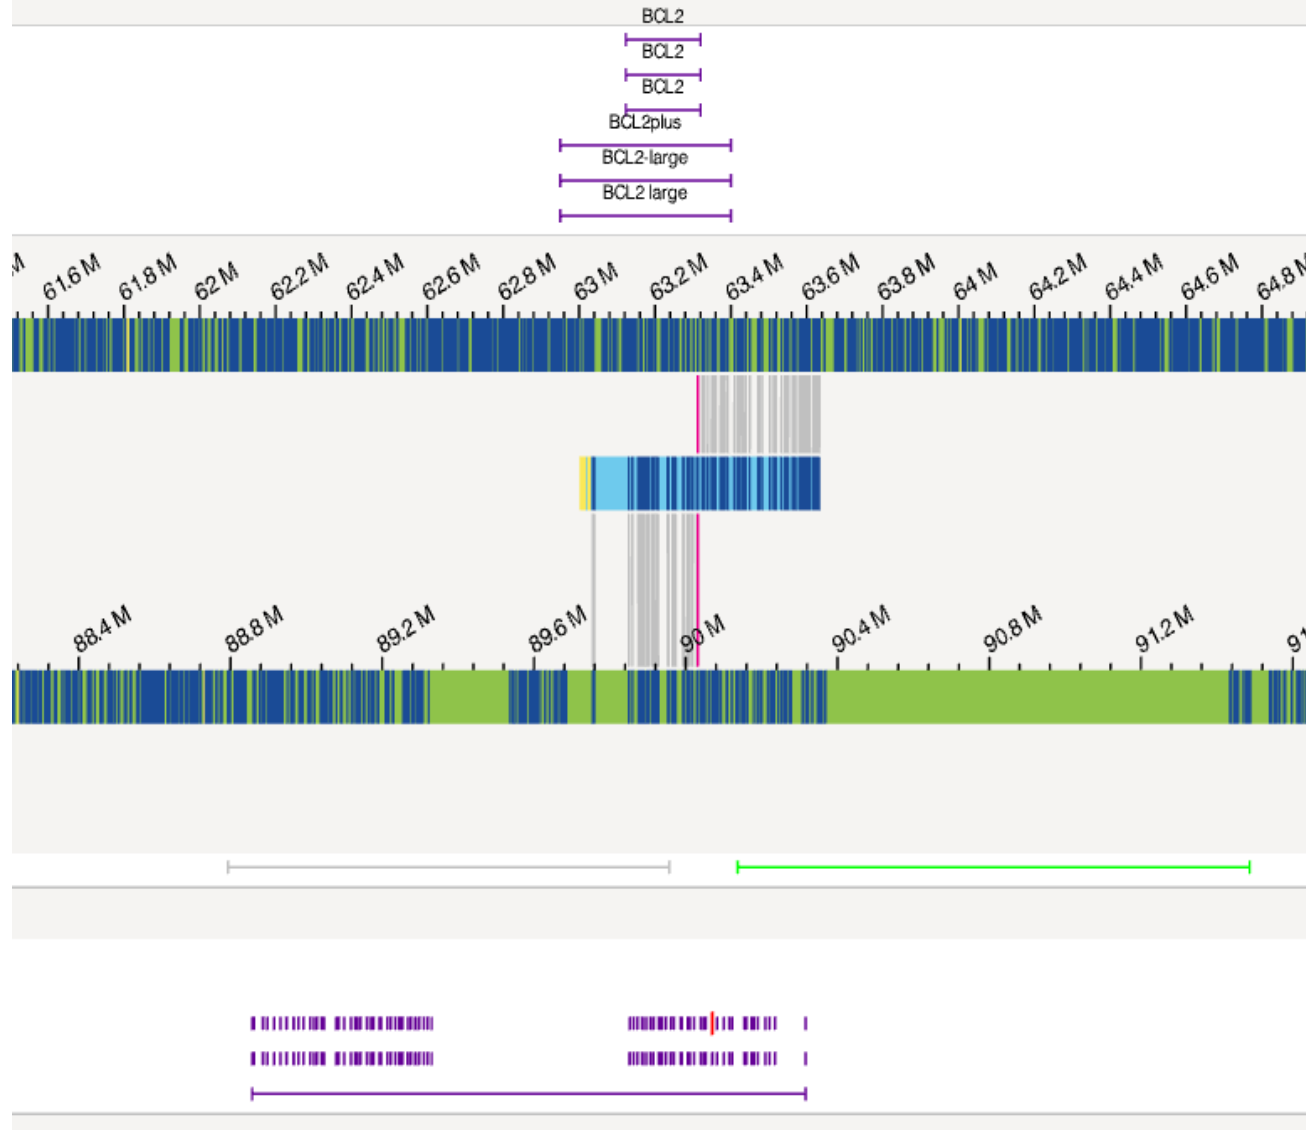 BCL2
BCL2
BCL2
BCL2plus
BCL2-large
BCL2 large
M 61.6 M 61.8 M 62 M 62.2 M 62.4 M 62.6 M 62.8 M 63 M 63.2 M 63.4 M 63.6 M 63.8 M 64 M 64.2 M 64.4 M 64.6 M 64.8 M
88.4 M 88.8 M 89.2 M 89.6 M 90 M 90.4 M 90.8 M 91.2 M 91